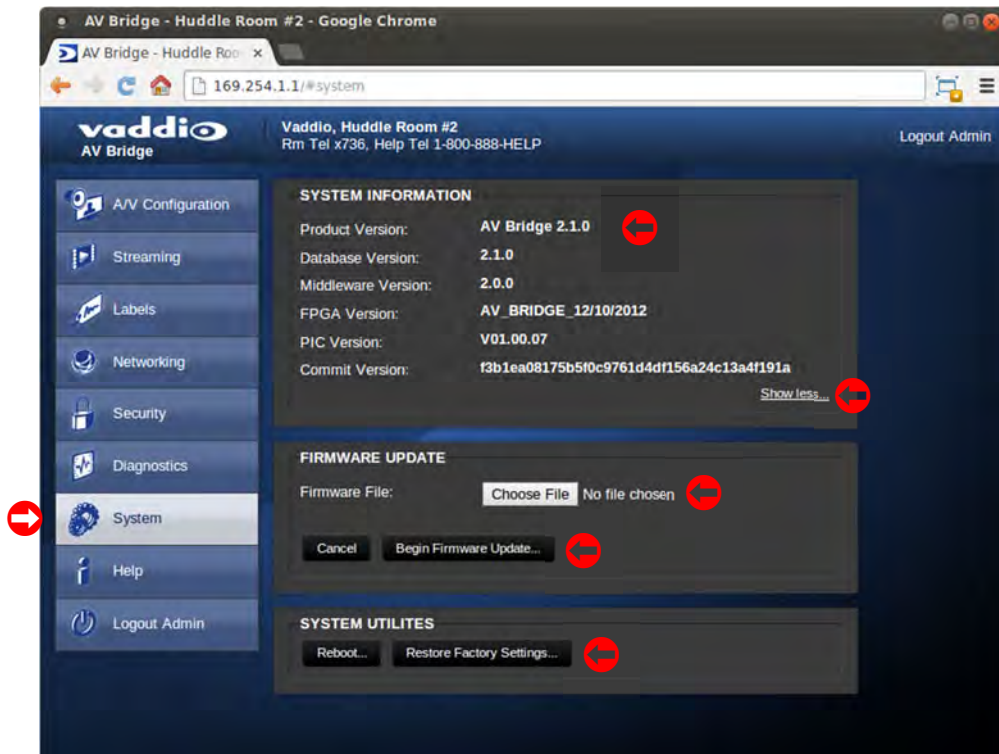 AV Bridge - Huddle Room #2 - Google Chrome
AV Bridge - Huddle Roo
169.254.1.1/#system
vaddio
AV Bridge
Vaddio, Huddle Room #2
Rm Tel x736, Help Tel 1-800-888-HELP
Logout Admin
A/V Configuration
Streaming
Labels
Networking
Security
Diagnostics
System
Help
Logout Admin
SYSTEM INFORMATION
Product Version: AV Bridge 2.1.0
Database Version: 2.1.0
Middleware Version: 2.0.0
FPGA Version: AV_BRIDGE_12/10/2012
PIC Version: V01.00.07
Commit Version: f3b1ea08175b5f0c9761d4df156a24c13a4f191a
Show less...
FIRMWARE UPDATE
Firmware File: Choose File No file chosen
Cancel Begin Firmware Update...
SYSTEM UTILITES
Reboot... Restore Factory Settings...